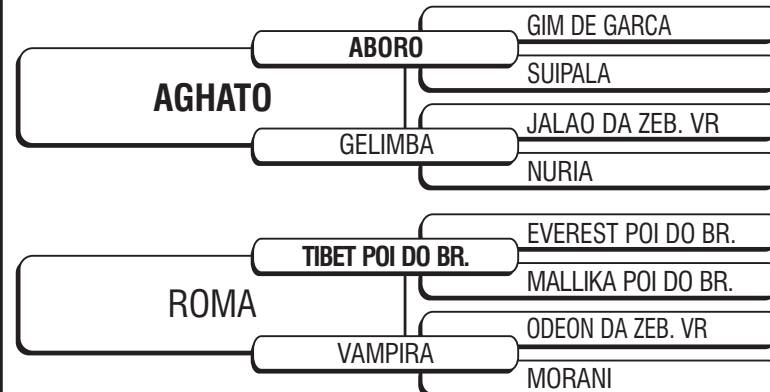 GIM DE GARCA
ABORO
SUIPALA
AGHATO
JALAO DA ZEB. VR
GELIMBA
NURIA
EVEREST POI DO BR.
TIBET POI DO BR.
MALLIKA POI DO BR.
ROMA
ODEON DA ZEB. VR
VAMPIRA
MORANI